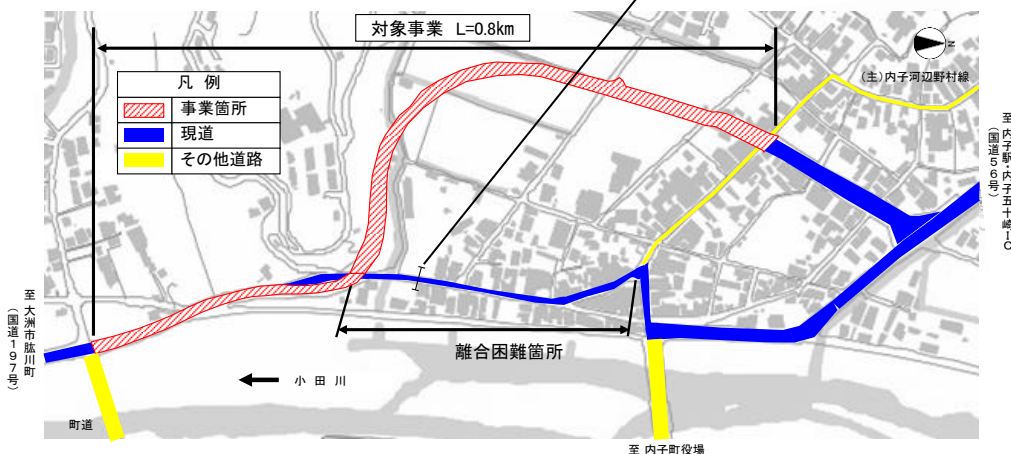 対象事業 L=0.8km
N
(主)内子河辺野村線
凡 例
事業箇所
現道
その他道路
至 内子駅・内子五十崎IC
(国道56号)
至 大洲市肱川町
(国道197号)
離合困難箇所
小 田 川
町道
至 内子町役場